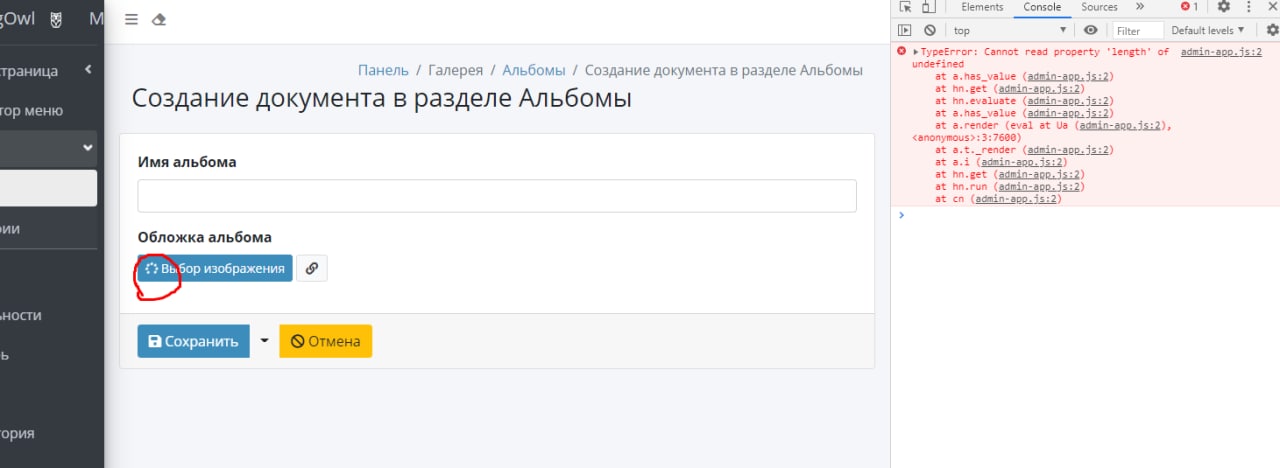 gOwl M
Elements Console Sources » 1
top Filter Default levels ▼
траница
тор меню
ии
ьности
ь
тория
Панель / Галерея / Альбомы / Создание документа в разделе Альбомы
Создание документа в разделе Альбомы
Имя альбома
Обложка альбома
Выбор изображения
Сохранить Отмена
TypeError: Cannot read property 'length' of admin-app.js:2
undefined
at a.has_value (admin-app.js:2)
at hn.get (admin-app.js:2)
at hn.evaluate (admin-app.js:2)
at a.has_value (admin-app.js:2)
at a.render (eval at Ua (admin-app.js:2),
<anonymous>:3:7600)
at a.t._render (admin-app.js:2)
at a.i (admin-app.js:2)
at hn.get (admin-app.js:2)
at hn.run (admin-app.js:2)
at cn (admin-app.js:2)